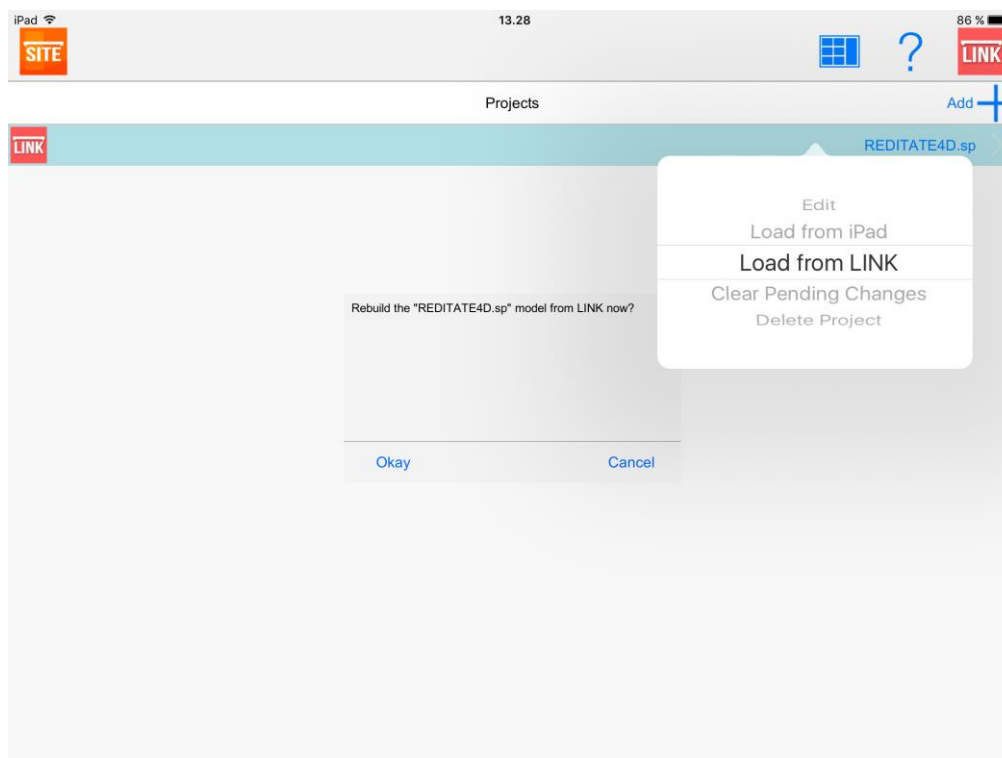 iPad
13.28
86 %
SITE
LINK
Projects
Add
LINK
REDITATE4D.sp
Edit
Load from iPad
Load from LINK
Clear Pending Changes
Delete Project
Rebuild the "REDITATE4D.sp" model from LINK now?
Okay
Cancel